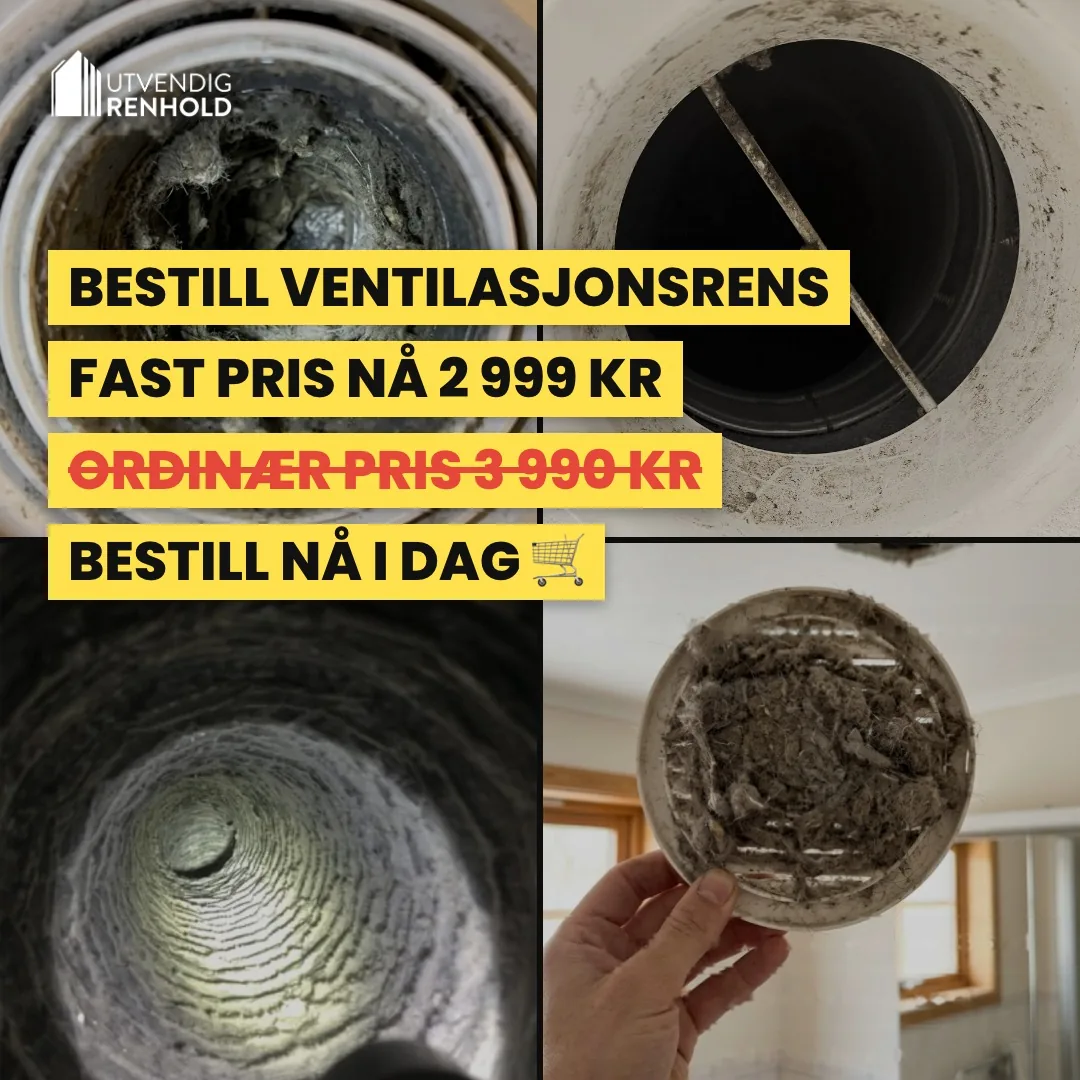 UTVENDIG
RENHOLD
BESTILL VENTILASJONSRENS
FAST PRIS NÅ 2 999 KR
ORDINÆR PRIS 3 990 KR
BESTILL NÅ I DAG 🛒